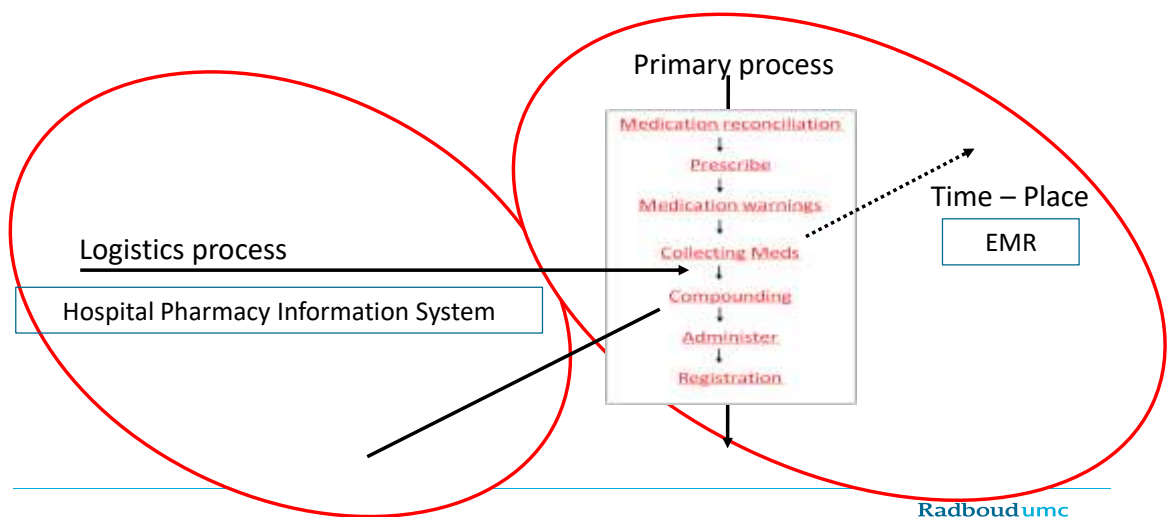 Primary process
Medication reconciliation
Prescribe
Medication warnings
Collecting Meds
Compounding
Administer
Registration
Time – Place
EMR
Logistics process
Hospital Pharmacy Information System
Radboudumc